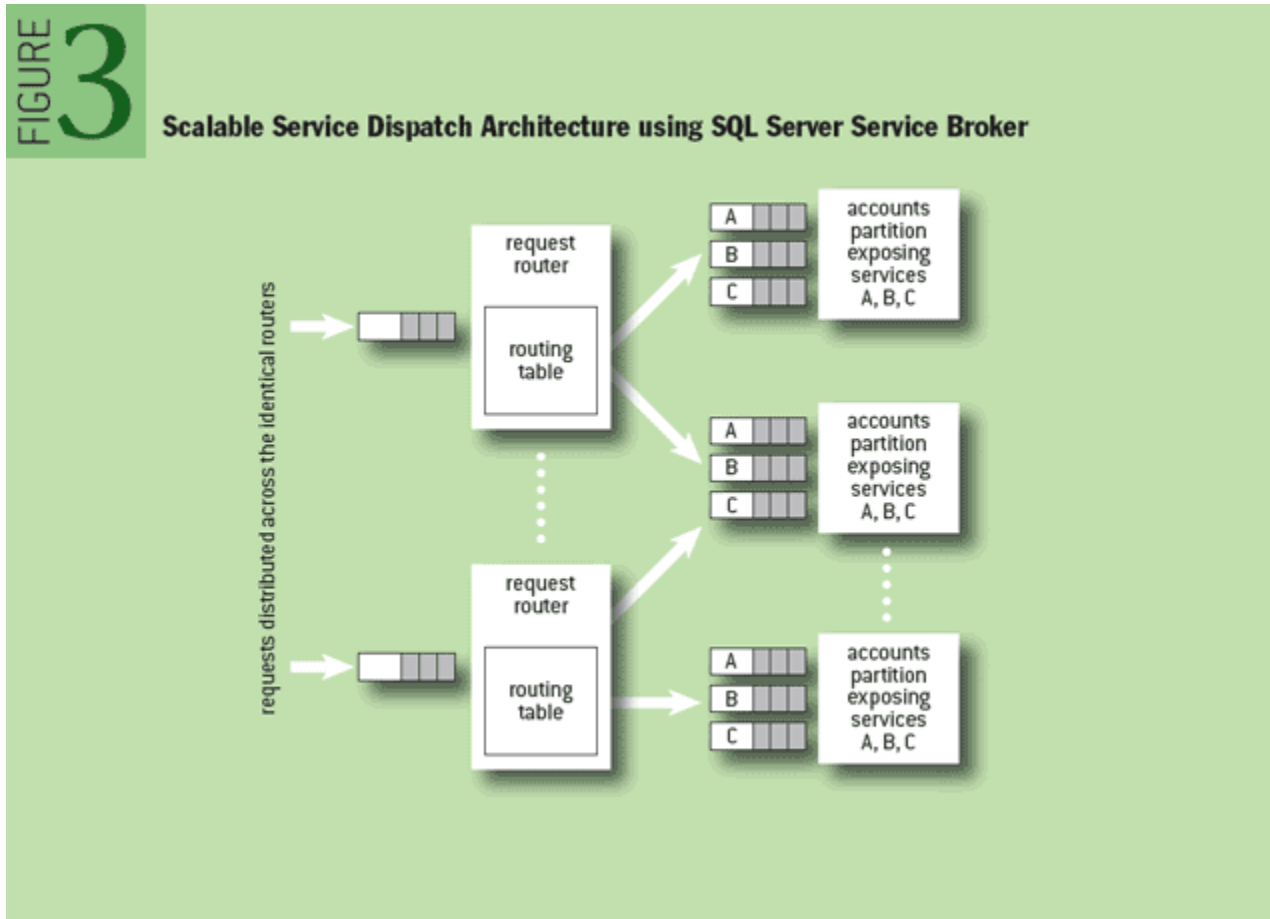 FIGURE
3
Scalable Service Dispatch Architecture using SQL Server Service Broker
requests distributed across the identical routers
request
router
routing
table
A
B
C
accounts
partition
exposing
services
A, B, C
A
B
C
accounts
partition
exposing
services
A, B, C
request
router
routing
table
A
B
C
accounts
partition
exposing
services
A, B, C